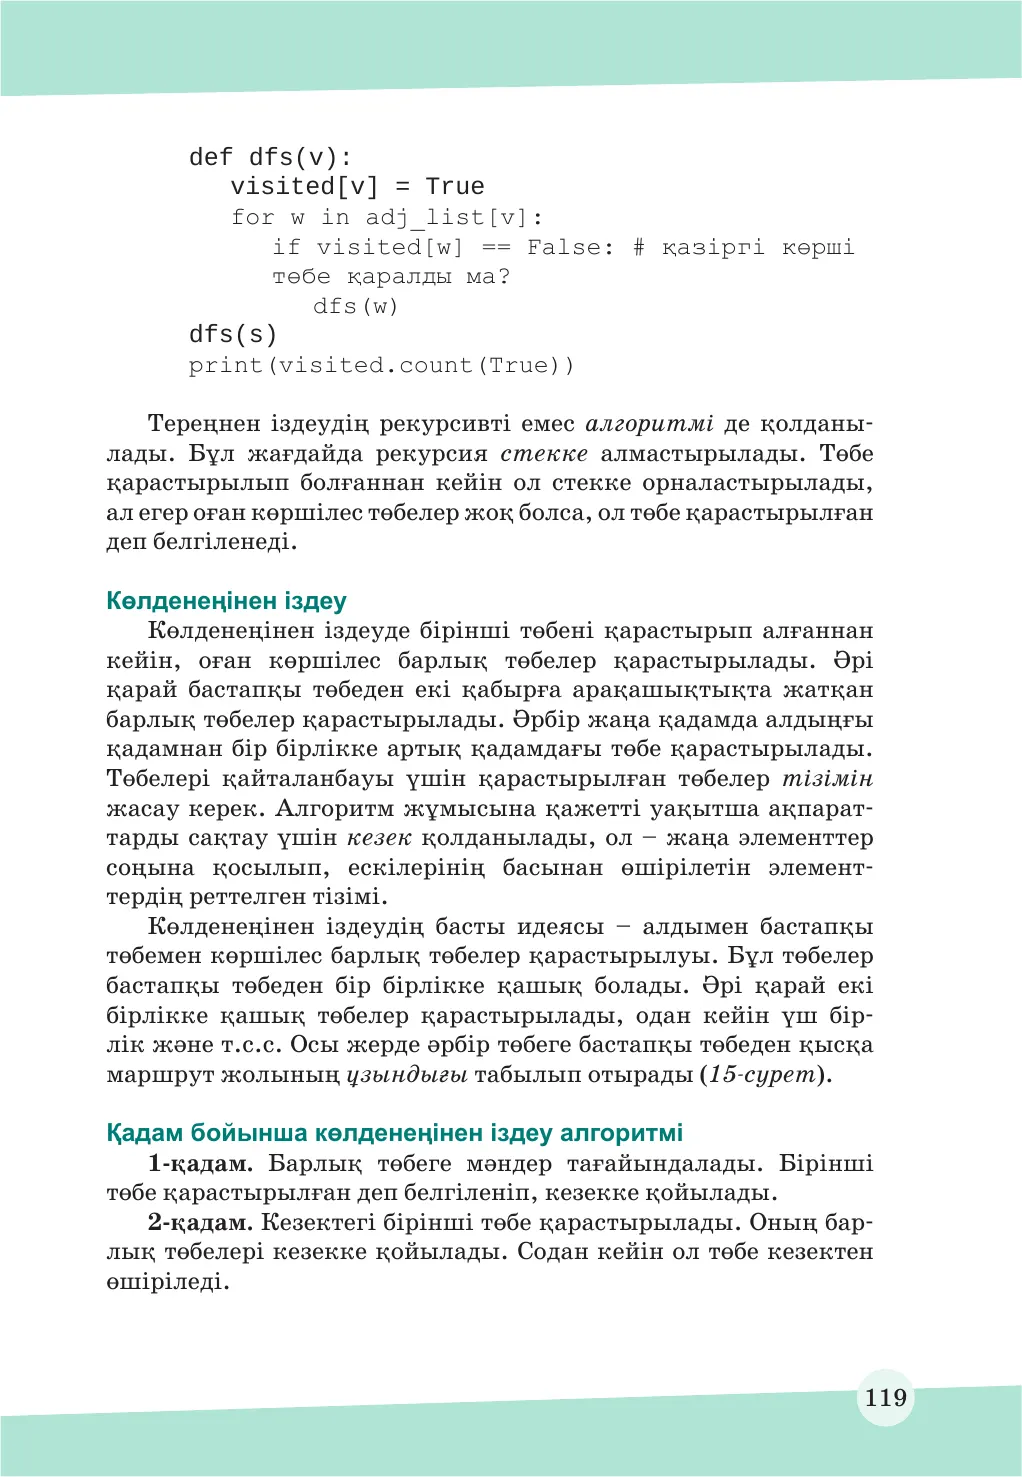 def dfs(v):
visited[v] = True
for w in adj_list[v]:
if visited[w] == False: # қазіргі көрші
төбе қаралды ма?
dfs(w)
dfs(s)
print(visited.count(True))
Тереңнен іздеудің рекурсивті емес алгоритмі де қолданы-
лады. Бұл жағдайда рекурсия стекке алмастырылады. Төбе
қарастырылып болғаннан кейін ол стекке орналастырылады,
ал егер оған көршілес төбелер жоқ болса, ол төбе қарастырылған
деп белгіленеді.
Көлденеңінен іздеу
Көлденеңінен іздеуде бірінші төбені қарастырып алғаннан
кейін, оған көршілес барлық төбелер қарастырылады. Әрі
қарай бастапқы төбеден екі қабырға арақашықтықта жатқан
барлық төбелер қарастырылады. Әрбір жаңа қадамда алдыңғы
қадамнан бір бірлікке артық қадамдағы төбе қарастырылады.
Төбелері қайталанбауы үшін қарастырылған төбелер тізімін
жасау керек. Алгоритм жұмысына қажетті уақытша ақпарат-
тарды сақтау үшін кезек қолданылады, ол – жаңа элементтер
соңына қосылып, ескілерінің басынан өшірілетін элемент-
тердің реттелген тізімі.
Көлденеңінен іздеудің басты идеясы – алдымен бастапқы
төбемен көршілес барлық төбелер қарастырылуы. Бұл төбелер
бастапқы төбеден бір бірлікке қашық болады. Әрі қарай екі
бірлікке қашық төбелер қарастырылады, одан кейін үш бір-
лік және т.с.с. Осы жерде әрбір төбеге бастапқы төбеден қысқа
маршрут жолының ұзындығы табылып отырады (15-сурет).
Қадам бойынша көлденеңінен іздеу алгоритмі
1-қадам. Барлық төбеге мәндер тағайындалады. Бірінші
төбе қарастырылған деп белгіленіп, кезекке қойылады.
2-қадам. Кезектегі бірінші төбе қарастырылады. Оның бар-
лық төбелері кезекке қойылады. Содан кейін ол төбе кезектен
өшіріледі.
119